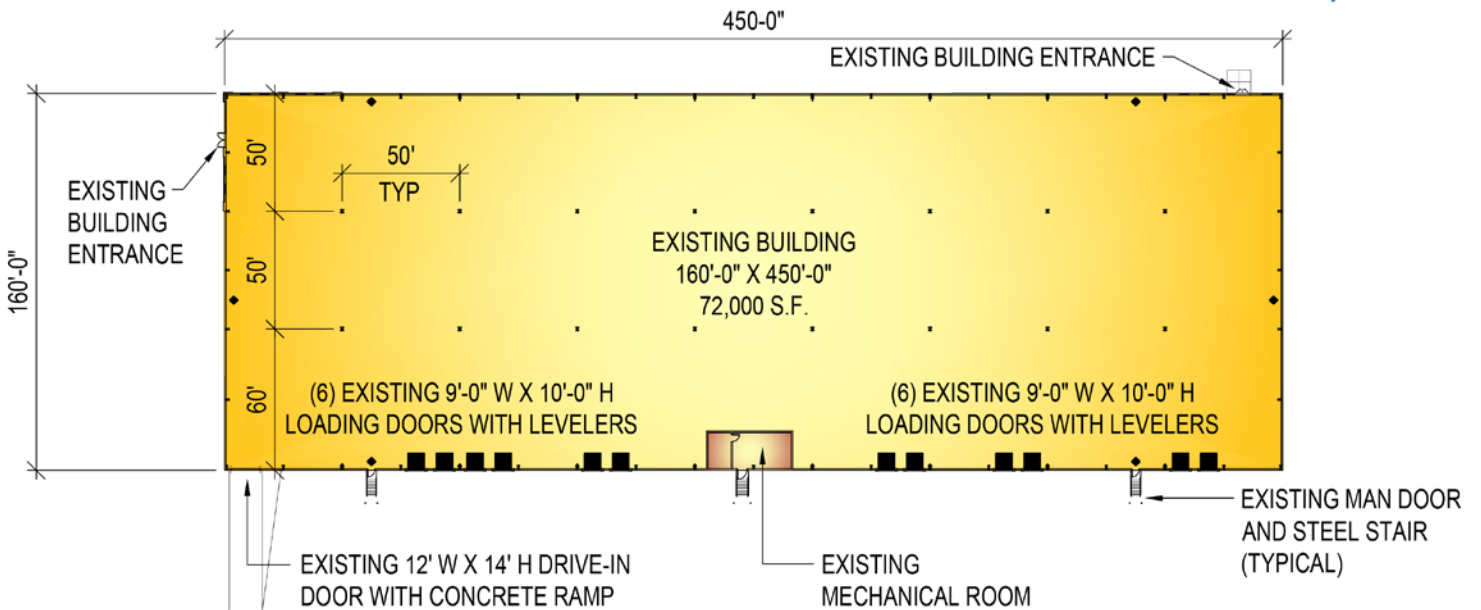 450'-0"
EXISTING BUILDING ENTRANCE
160'-0"
50'
50'
TYP
EXISTING
BUILDING
ENTRANCE
50'
EXISTING BUILDING
160'-0" X 450'-0"
72,000 S.F.
60'
(6) EXISTING 9'-0" W X 10'-0" H
LOADING DOORS WITH LEVELERS
(6) EXISTING 9'-0" W X 10'-0" H
LOADING DOORS WITH LEVELERS
EXISTING MAN DOOR
AND STEEL STAIR
(TYPICAL)
EXISTING 12' W X 14' H DRIVE-IN
DOOR WITH CONCRETE RAMP
EXISTING
MECHANICAL ROOM